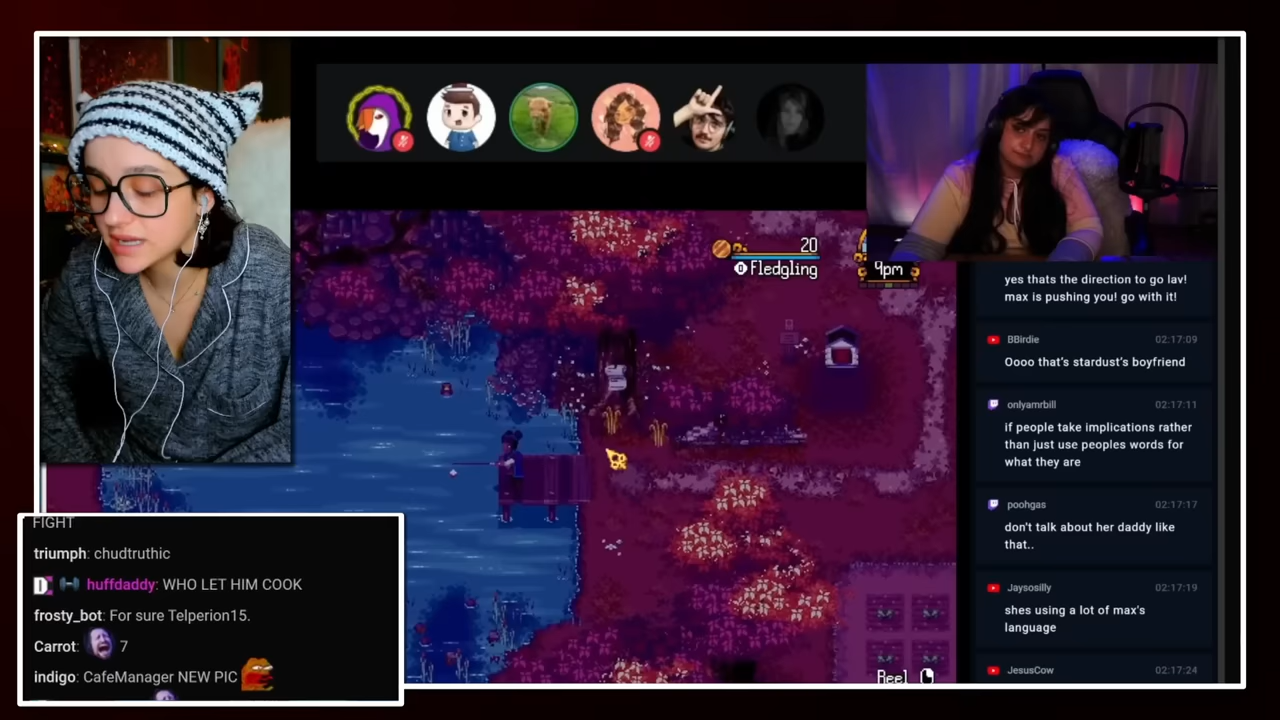 20
Fledgling
9pm
yes thats the direction to go lav!
max is pushing you! go with it!
BBirdie 02:17:09
Oooo that's stardust's boyfriend
onlyamrbill 02:17:11
if people take implications rather
than just use peoples words for
what they are
poohgas 02:17:17
don't talk about her daddy like
that..
Jaysosilly 02:17:19
shes using a lot of max's
language
JesusCow 02:17:24
Reel
FIGHT
triumph: chudtruthic
huffdaddy: WHO LET HIM COOK
frosty_bot: For sure Telperion15.
Carrot: 7
indigo: CafeManager NEW PIC